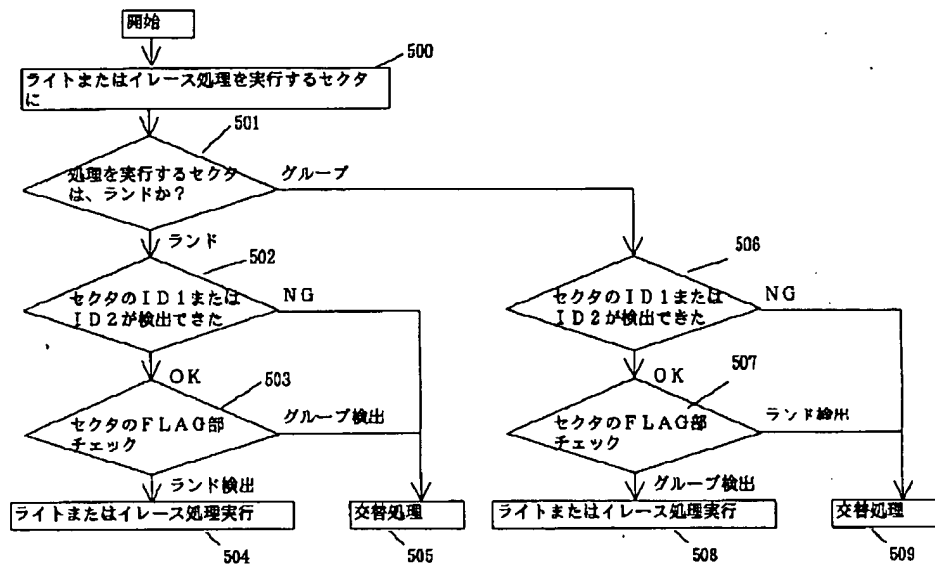 開始
500
ライトまたはイレース処理を実行するセクタ
に
501
処理を実行するセクタ
は、ランドか?
グルーブ
ランド
502
セクタのID1または
ID2が検出できた
NG
OK
503
セクタのFLAG部
チェック
グルーブ検出
ランド検出
ライトまたはイレース処理実行
504
交替処理
505
506
セクタのID1または
ID2が検出できた
NG
OK
507
セクタのFLAG部
チェック
ランド検出
グルーブ検出
ライトまたはイレース処理実行
508
交替処理
509